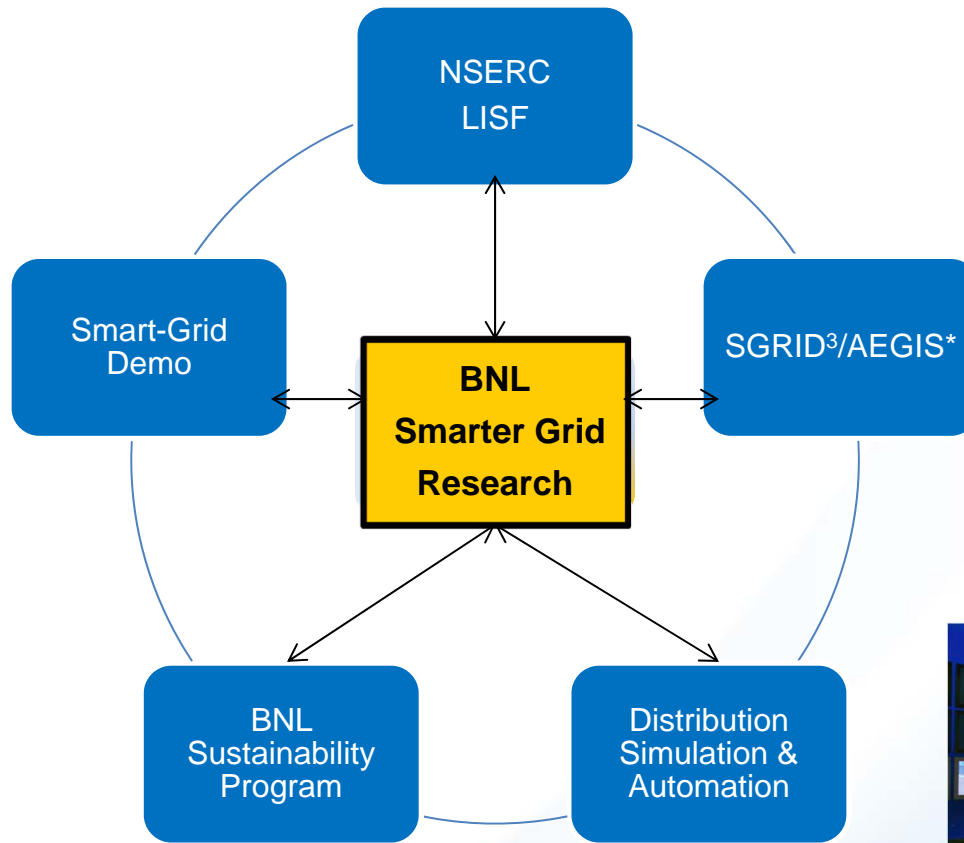 NSERC
LISF
Smart-Grid
Demo
SGRID³/AEGIS*
BNL
Smarter Grid
Research
BNL
Sustainability
Program
Distribution
Simulation &
Automation